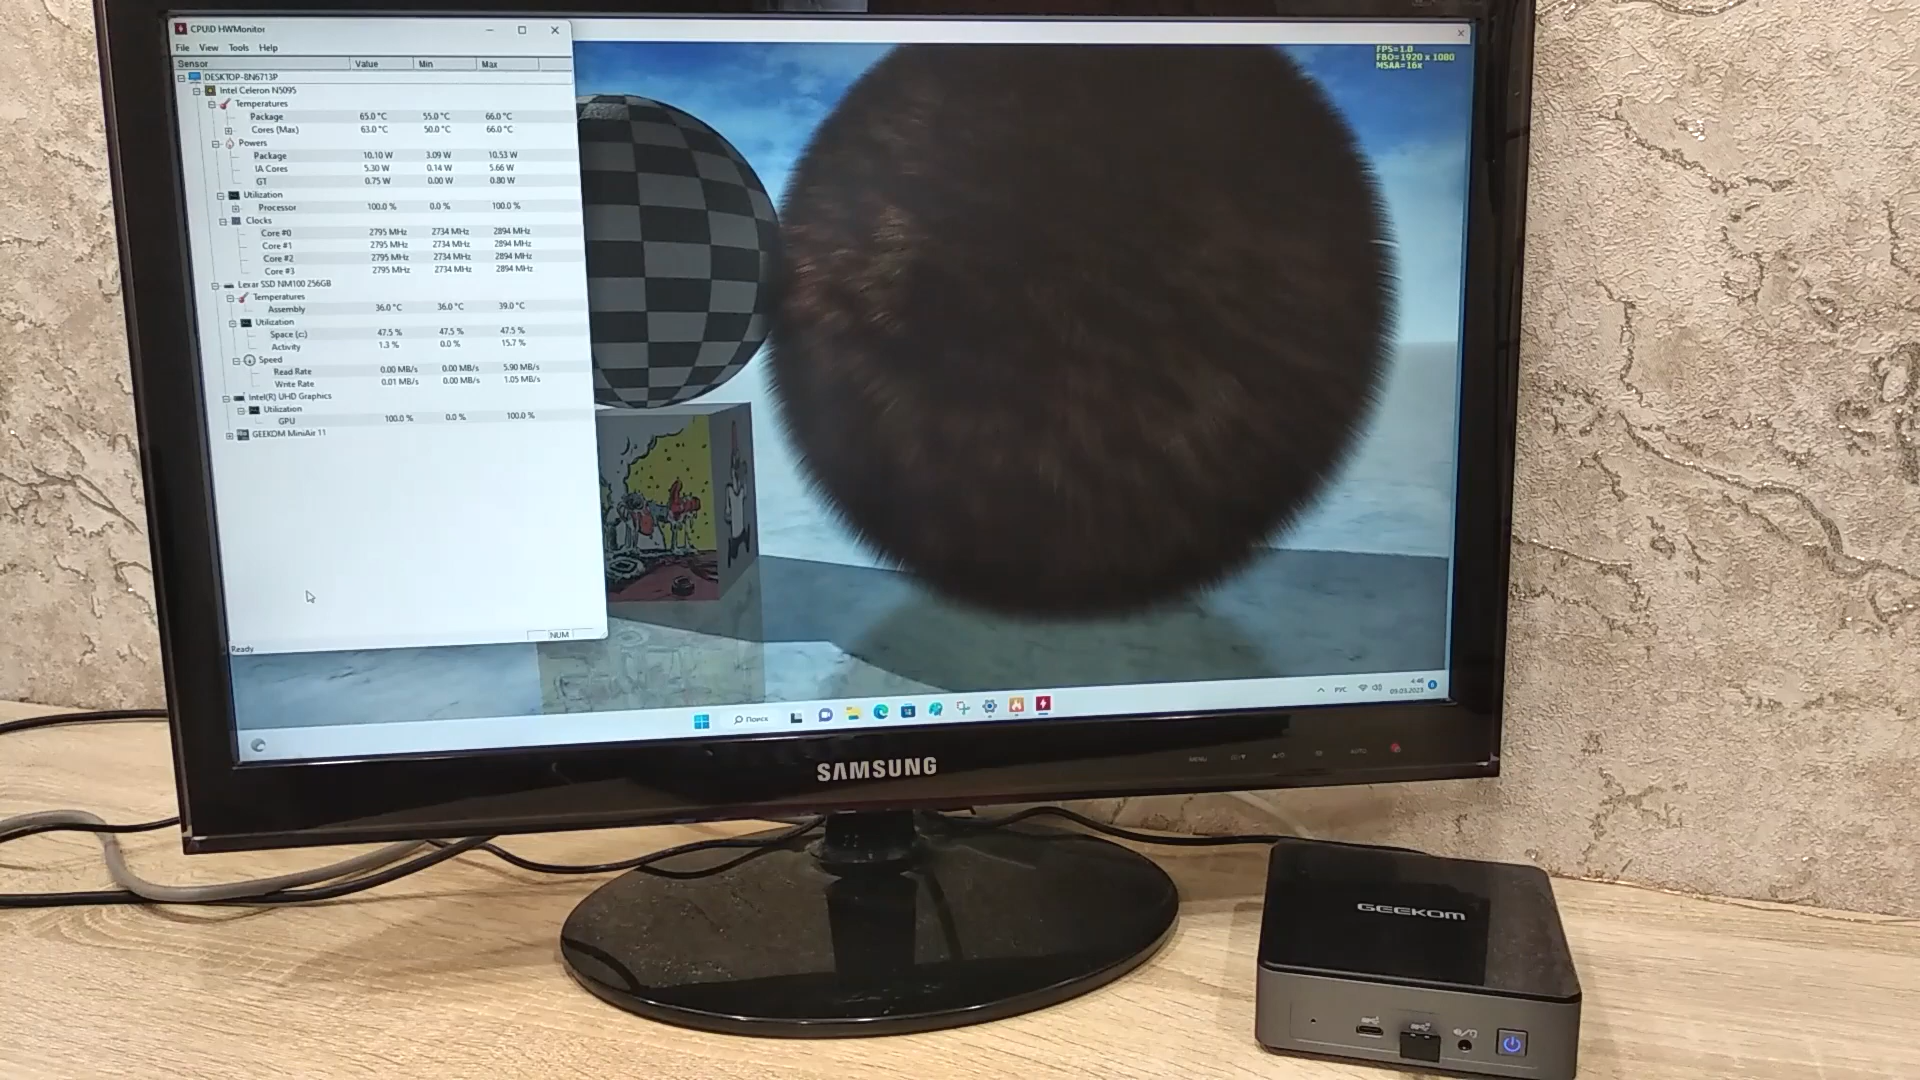 CPUID HWMonitor
File View Tools Help
Sensor Value Min Max
DESKTOP-BN6713P
Intel Celeron N5095
Temperatures
Package 65.0 °C 55.0 °C 66.0 °C
Cores (Max) 63.0 °C 50.0 °C 66.0 °C
Powers
Package 10.10 W 3.09 W 10.53 W
IA Cores 5.30 W 0.14 W 5.66 W
GT 0.75 W 0.00 W 0.80 W
Utilization
Processor 100.0 % 0.0 % 100.0 %
Clocks
Core #0 2795 MHz 2734 MHz 2894 MHz
Core #1 2795 MHz 2734 MHz 2894 MHz
Core #2 2795 MHz 2734 MHz 2894 MHz
Core #3 2795 MHz 2734 MHz 2894 MHz
Lexar SSD NM100 256GB
Temperatures
Assembly 36.0 °C 36.0 °C 39.0 °C
Utilization
Space (c:) 47.5 % 47.5 % 47.5 %
Activity 1.3 % 0.0 % 15.7 %
Speed
Read Rate 0.00 MB/s 0.00 MB/s 5.90 MB/s
Write Rate 0.01 MB/s 0.00 MB/s 1.05 MB/s
Intel(R) UHD Graphics
Utilization
GPU 100.0 % 0.0 % 100.0 %
GEEKOM MiniAir 11
NUM
Ready
FPS=1.0
FBO=1920 x 1080
MSAA=16x
Поиск
РУС
4:46
09.03.2023
SAMSUNG
MENU
AUTO
GEEKOM